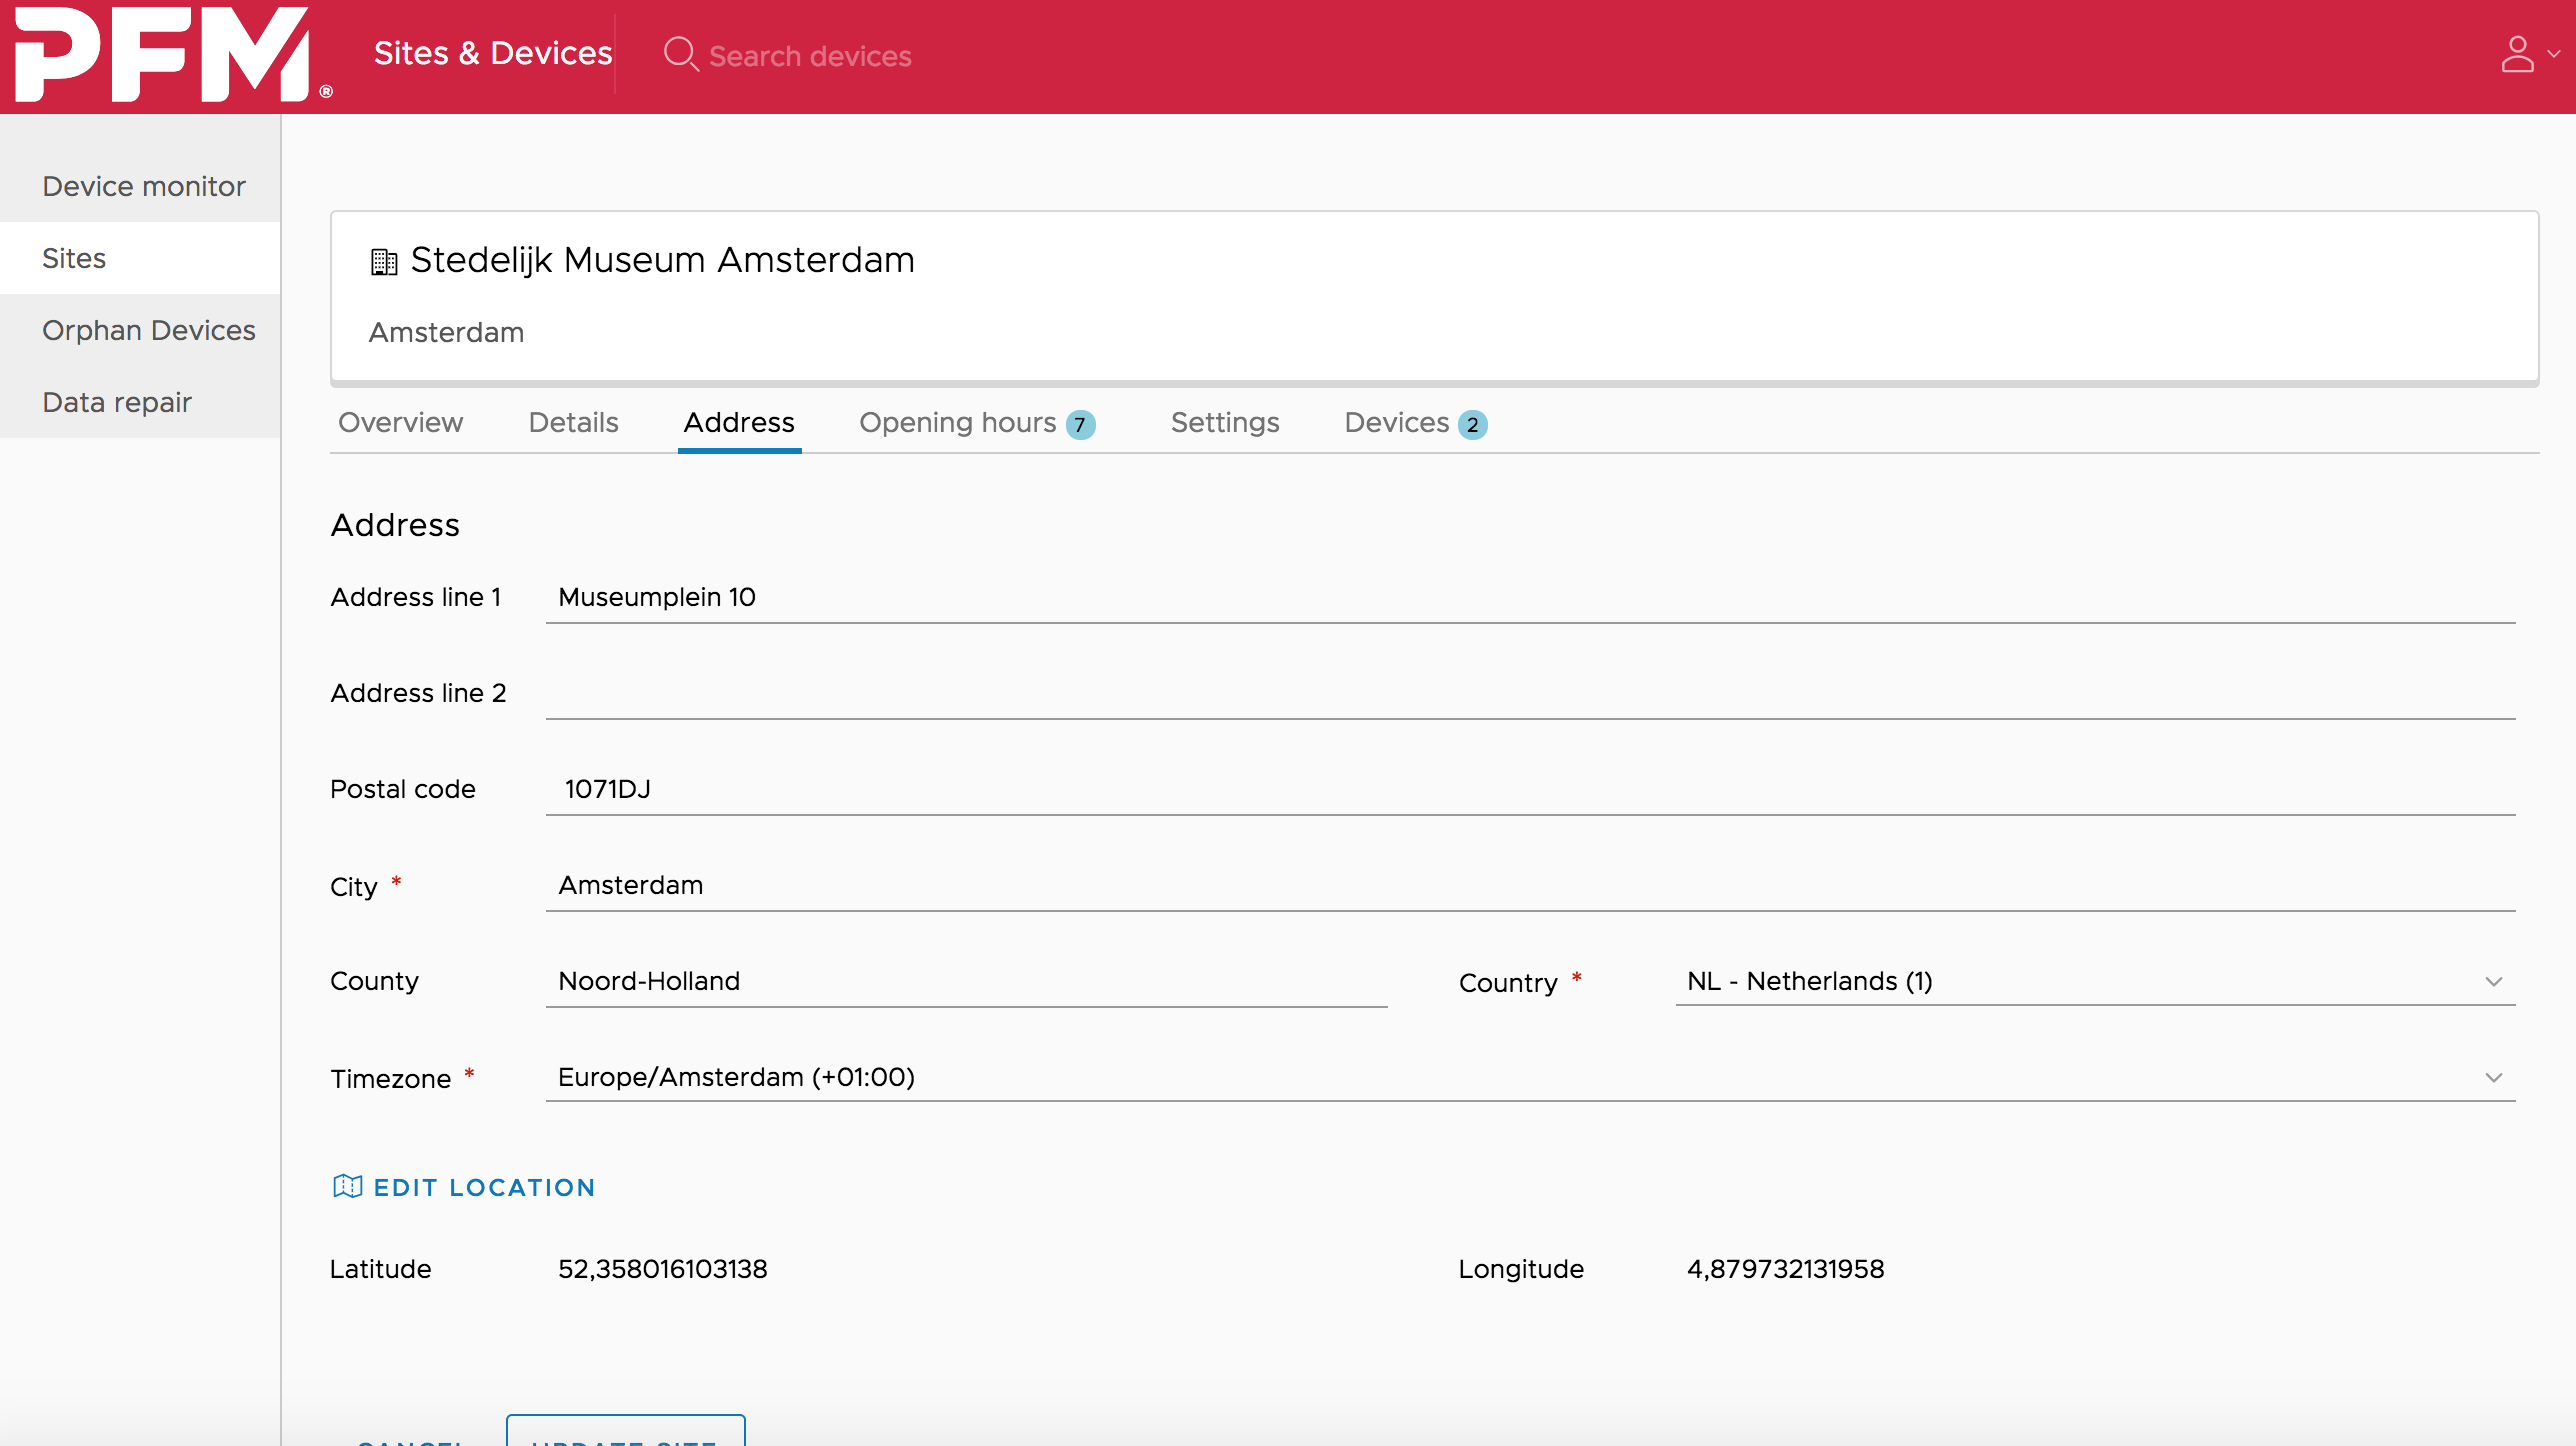 PFM®
Sites & Devices
Search devices
Device monitor
Sites
Orphan Devices
Data repair
Stedelijk Museum Amsterdam
Amsterdam
Overview Details Address Opening hours 7 Settings Devices 2
Address
Address line 1 Museumplein 10
Address line 2
Postal code 1071DJ
City * Amsterdam
County Noord-Holland Country * NL - Netherlands (1)
Timezone * Europe/Amsterdam (+01:00)
EDIT LOCATION
Latitude 52,358016103138 Longitude 4,879732131958
CANCEL UPDATE SITE